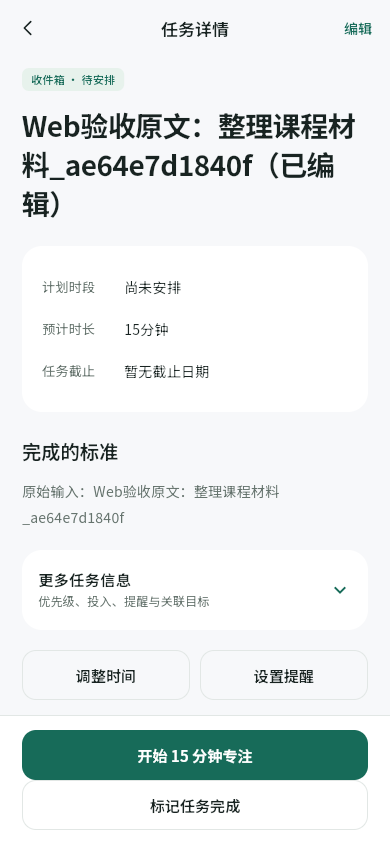 任务详情
编辑
收件箱 · 待安排
Web验收原文：整理课程材
料_ae64e7d1840f（已编
辑）
计划时段 尚未安排
预计时长 15分钟
任务截止 暂无截止日期
完成的标准
原始输入：Web验收原文：整理课程材料
_ae64e7d1840f
更多任务信息
优先级、投入、提醒与关联目标
调整时间
设置提醒
开始 15 分钟专注
标记任务完成